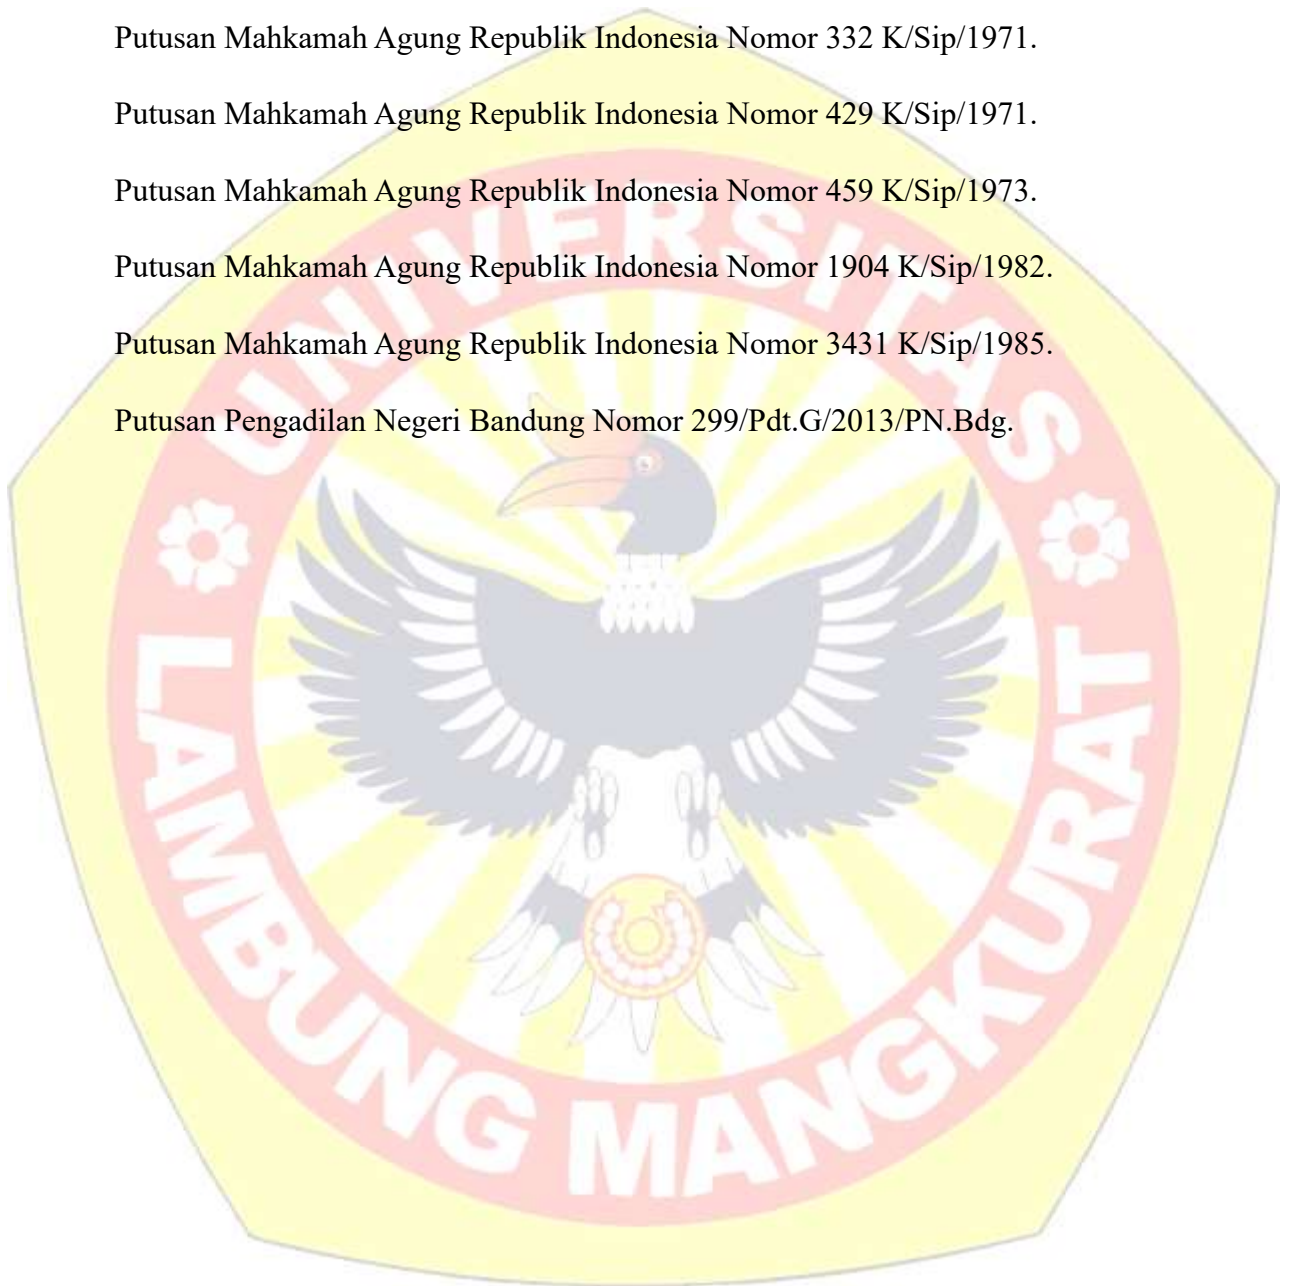 Putusan Mahkamah Agung Republik Indonesia Nomor 332 K/Sip/1971.
Putusan Mahkamah Agung Republik Indonesia Nomor 429 K/Sip/1971.
Putusan Mahkamah Agung Republik Indonesia Nomor 459 K/Sip/1973.
Putusan Mahkamah Agung Republik Indonesia Nomor 1904 K/Sip/1982.
Putusan Mahkamah Agung Republik Indonesia Nomor 3431 K/Sip/1985.
Putusan Pengadilan Negeri Bandung Nomor 299/Pdt.G/2013/PN.Bdg.
UNIVERSITAS
LAMBUNG MANGKURAT